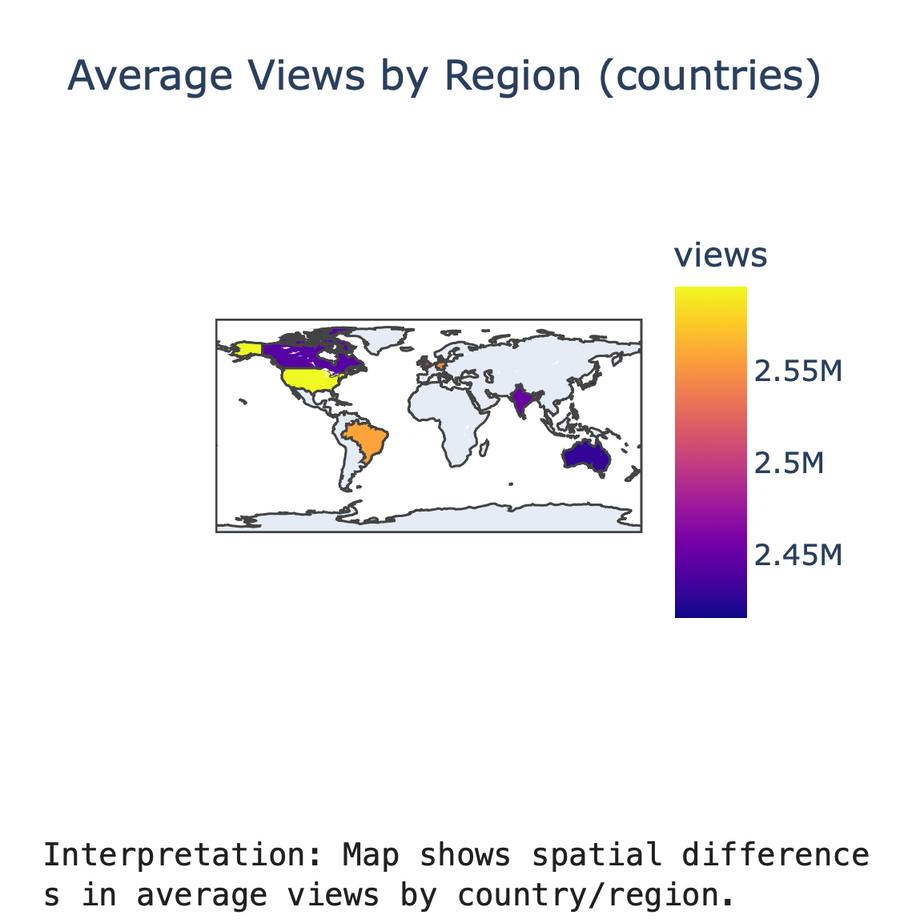 Average Views by Region (countries)
views
2.55M
2.5M
2.45M
Interpretation: Map shows spatial difference
s in average views by country/region.